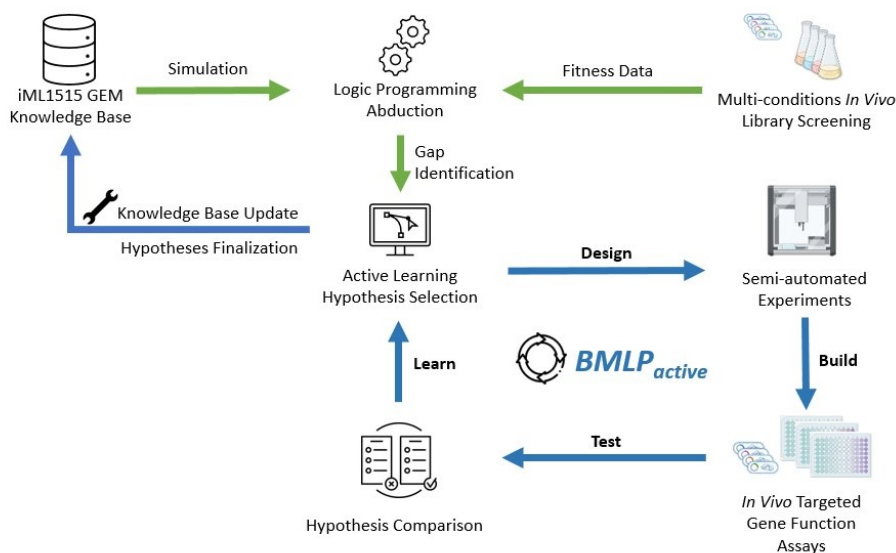 iML1515 GEM
Knowledge Base
Simulation
Logic Programming
Abduction
Fitness Data
Multi-conditions In Vivo
Library Screening
Gap
Identification
Knowledge Base Update
Hypotheses Finalization
Active Learning
Hypothesis Selection
Design
Semi-automated
Experiments
Learn
BMLPactive
Build
Test
Hypothesis Comparison
In Vivo Targeted
Gene Function
Assays